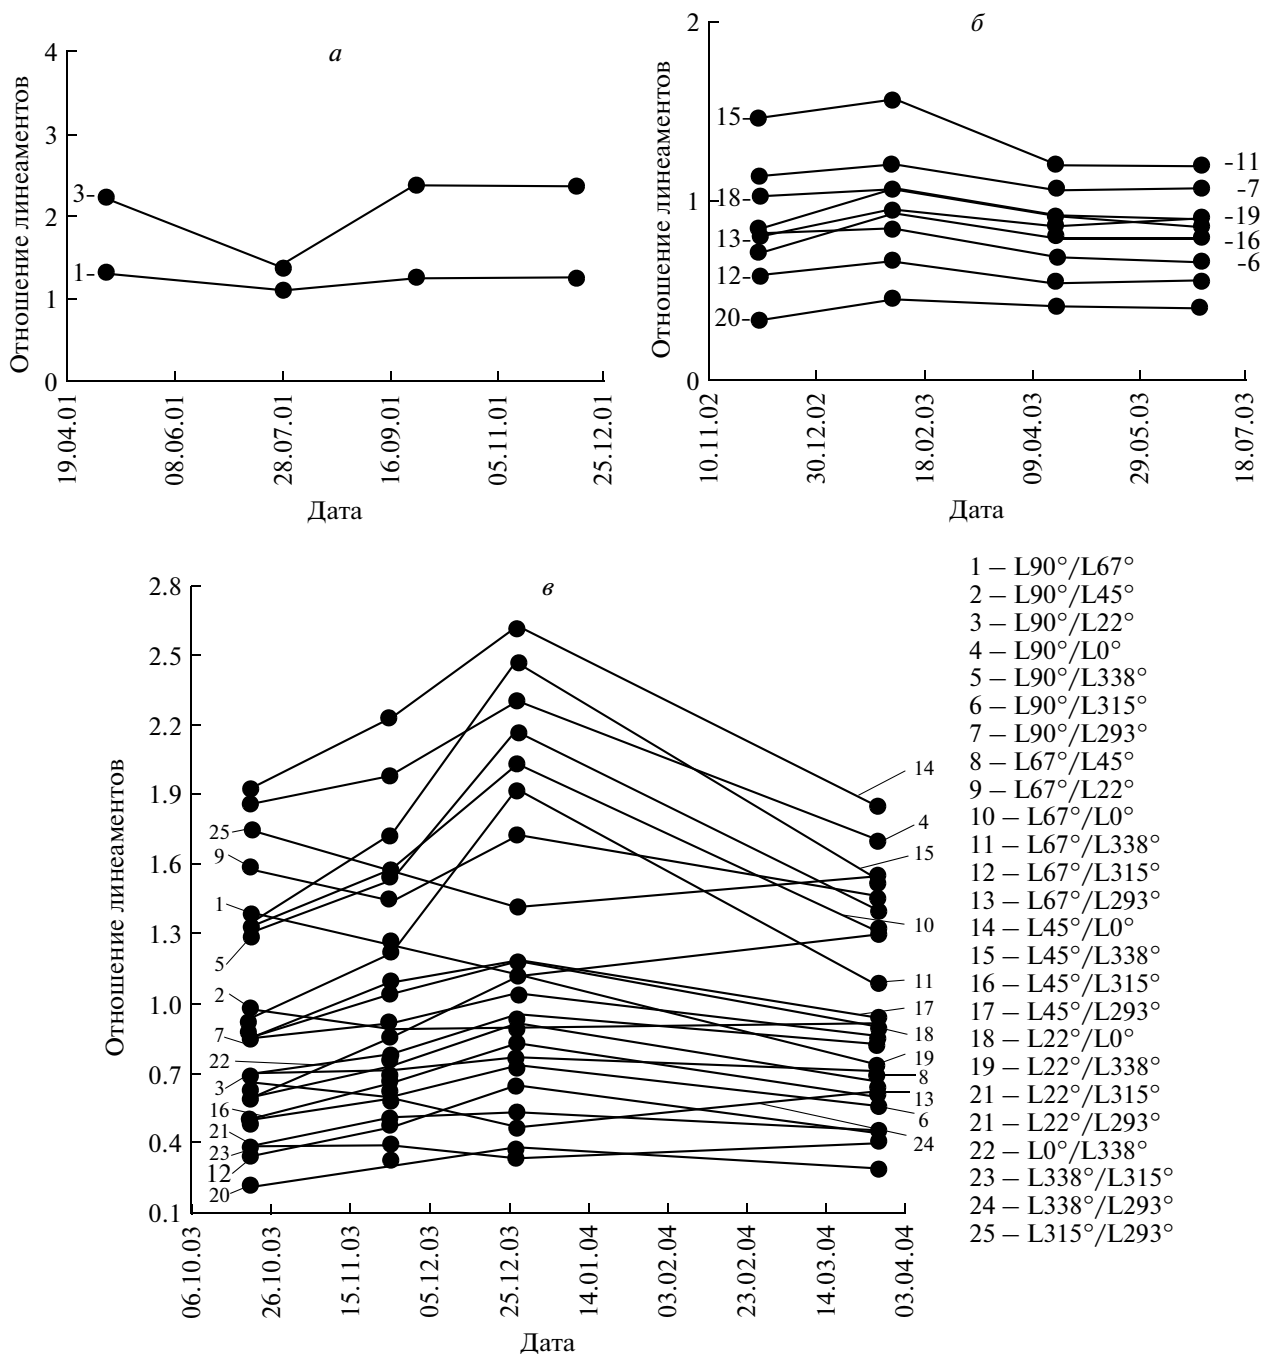 а
Отношение линеаментов
4
3
2
1
0
3
1
19.04.01
08.06.01
28.07.01
16.09.01
05.11.01
25.12.01
Дата
б
Отношение линеаментов
2
1
0
15
18
13
12
20
-11
-7
-19
-16
-6
10.11.02
30.12.02
18.02.03
09.04.03
29.05.03
18.07.03
Дата
в
Отношение линеаментов
2.8
2.5
2.2
1.9
1.6
1.3
1.0
0.7
0.4
0.1
25
9
1
5
2
7
22
3
16
21
23
12
20
14
4
15
10
11
17
18
19
8
13
6
24
06.10.03
26.10.03
15.11.03
05.12.03
25.12.03
14.01.04
03.02.04
23.02.04
14.03.04
03.04.04
Дата
1 – L90°/L67°
2 – L90°/L45°
3 – L90°/L22°
4 – L90°/L0°
5 – L90°/L338°
6 – L90°/L315°
7 – L90°/L293°
8 – L67°/L45°
9 – L67°/L22°
10 – L67°/L0°
11 – L67°/L338°
12 – L67°/L315°
13 – L67°/L293°
14 – L45°/L0°
15 – L45°/L338°
16 – L45°/L315°
17 – L45°/L293°
18 – L22°/L0°
19 – L22°/L338°
21 – L22°/L315°
21 – L22°/L293°
22 – L0°/L338°
23 – L338°/L315°
24 – L338°/L293°
25 – L315°/L293°